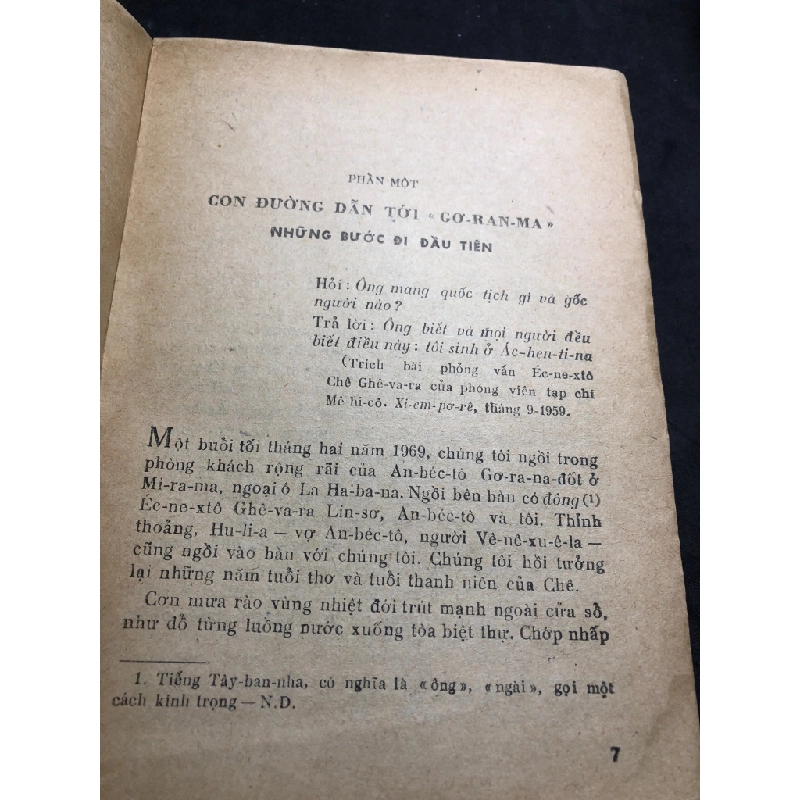 PHẦN MỘT
CON ĐƯỜNG DẪN TỚI «GƠ-RAN-MA»
NHỮNG BƯỚC ĐI ĐẦU TIÊN
Hỏi : Ông mang quốc tịch gì và gốc
người nào ?
Trả lời : Ông biết và mọi người đều
biết điều này : tôi sinh ở Ác-hen-ti-na
(Trích bài phỏng vấn Éc-ne-xtô
Chê Ghê-va-ra của phóng viên tạp chí
Mê-hi-cô. Xi-em-pơ-rê, tháng 9-1959.
Một buổi tối tháng hai năm 1969, chúng tôi ngồi trong
phòng khách rộng rãi của An-béc-tô Gơ-ra-na-đốt ở
Mi-ra-ma, ngoại ô La Ha-ba-na. Ngồi bên bàn có đông (1)
Éc-ne-xtô Ghê-va-ra Lin-sơ, An-béc-tô và tôi. Thỉnh
thoảng, Hu-li-a — vợ An-béc-tô, người Vê-nê-xu-ê-la —
cũng ngồi vào bàn với chúng tôi. Chúng tôi hồi tưởng
lại những năm tuổi thơ và tuổi thanh niên của Chê.
Cơn mưa rào vùng nhiệt đới trút mạnh ngoài cửa sổ,
như đổ từng luồng nước xuống tòa biệt thự. Chớp nhấp
1. Tiếng Tây-ban-nha, có nghĩa là «ông», «ngài», gọi một
cách kính trọng — N.D.
7